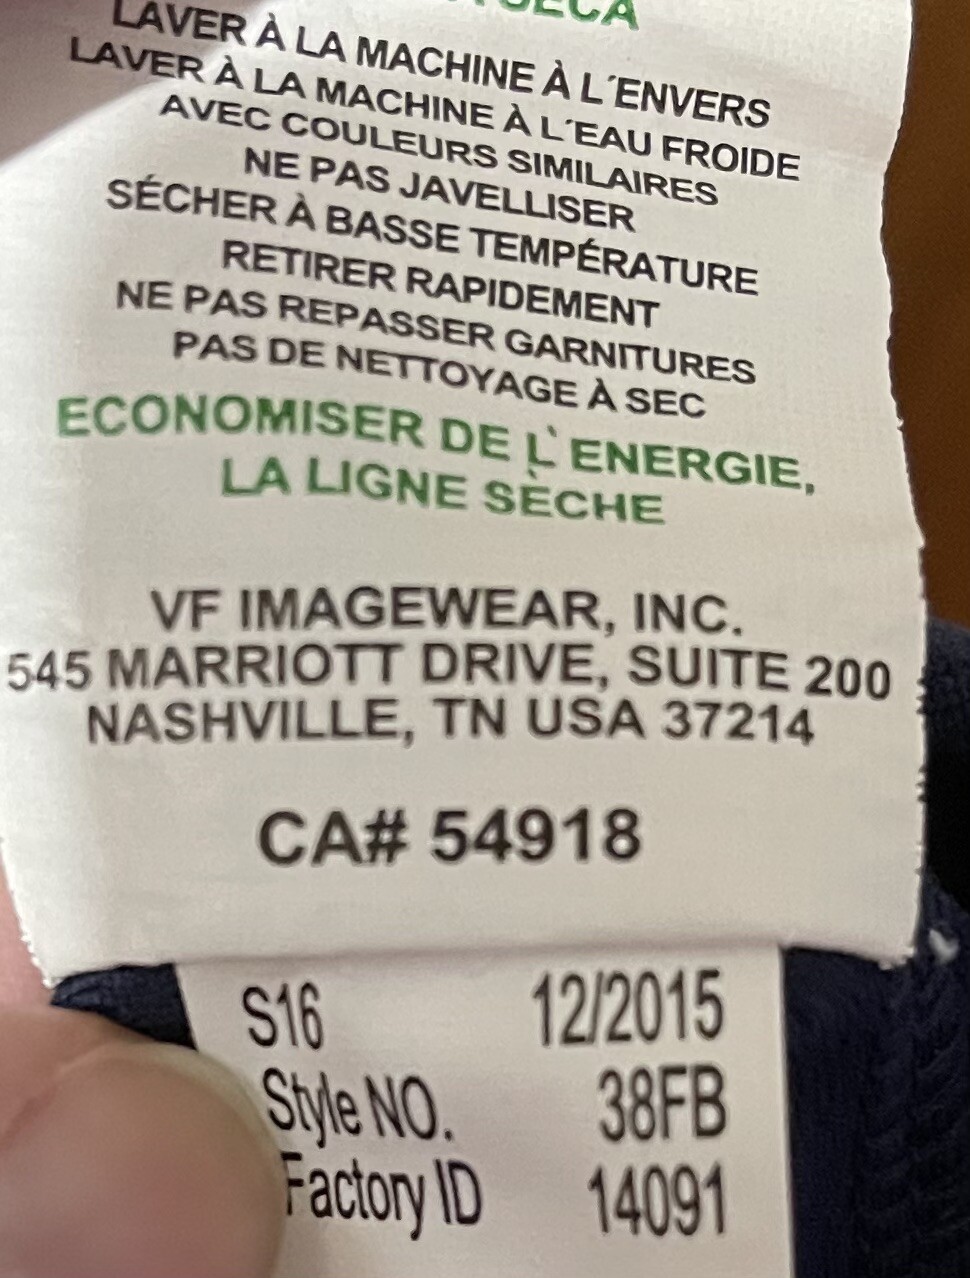 LAVER À LA MACHINE À L´ENVERS
LAVER À LA MACHINE À L´EAU FROIDE
AVEC COULEURS SIMILAIRES
NE PAS JAVELLISER
SÉCHER À BASSE TEMPÉRATURE
RETIRER RAPIDEMENT
NE PAS REPASSER GARNITURES
PAS DE NETTOYAGE À SEC
ECONOMISER DE L`ENERGIE,
LA LIGNE SÈCHE
VF IMAGEWEAR, INC.
545 MARRIOTT DRIVE, SUITE 200
NASHVILLE, TN USA 37214
CA# 54918
S16 12/2015
Style NO. 38FB
Factory ID 14091